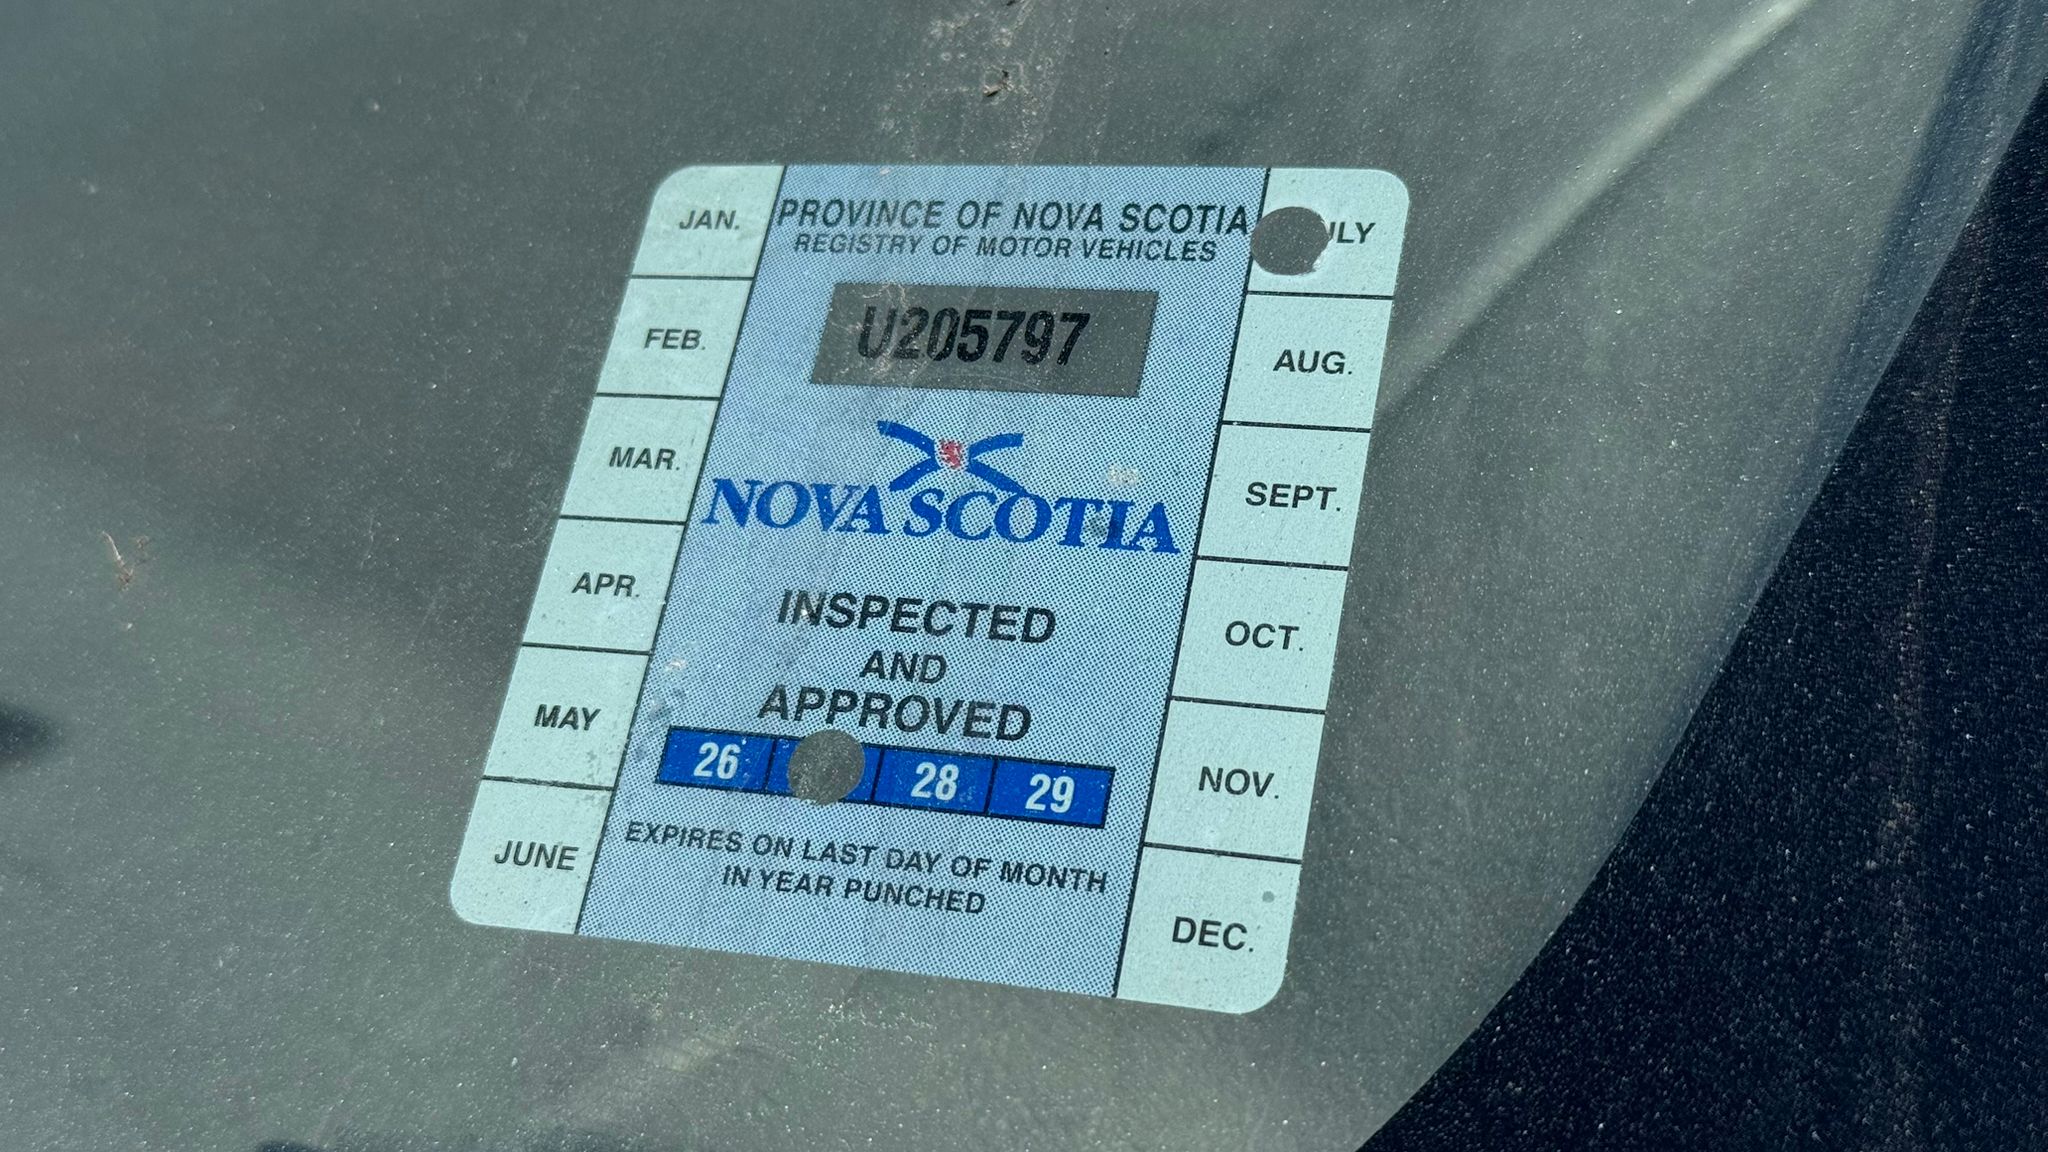 PROVINCE OF NOVA SCOTIA
REGISTRY OF MOTOR VEHICLES
U205797
NOVA SCOTIA
INSPECTED
AND
APPROVED
26 28 29
EXPIRES ON LAST DAY OF MONTH
IN YEAR PUNCHED
JAN.
FEB.
MAR.
APR.
MAY
JUNE
AUG.
SEPT.
OCT.
NOV.
DEC.